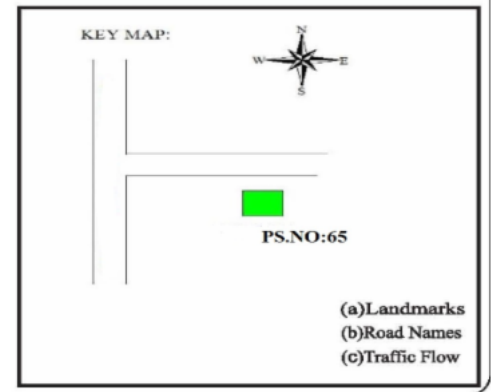 KEY MAP:
N
W E
S
PS.NO:65
(a)Landmarks
(b)Road Names
(c)Traffic Flow